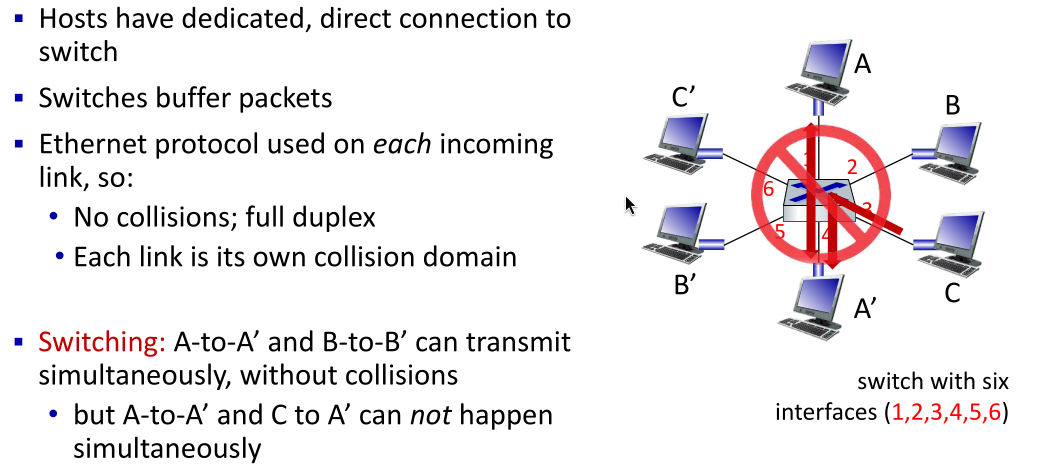 Hosts have dedicated, direct connection to
switch
Switches buffer packets
Ethernet protocol used on each incoming
link, so:
No collisions; full duplex
Each link is its own collision domain
Switching: A-to-A’ and B-to-B’ can transmit
simultaneously, without collisions
but A-to-A’ and C to A’ can not happen
simultaneously
A
B
C’
1
2
6
3
5
4
B’
A’
C
switch with six
interfaces (1,2,3,4,5,6)